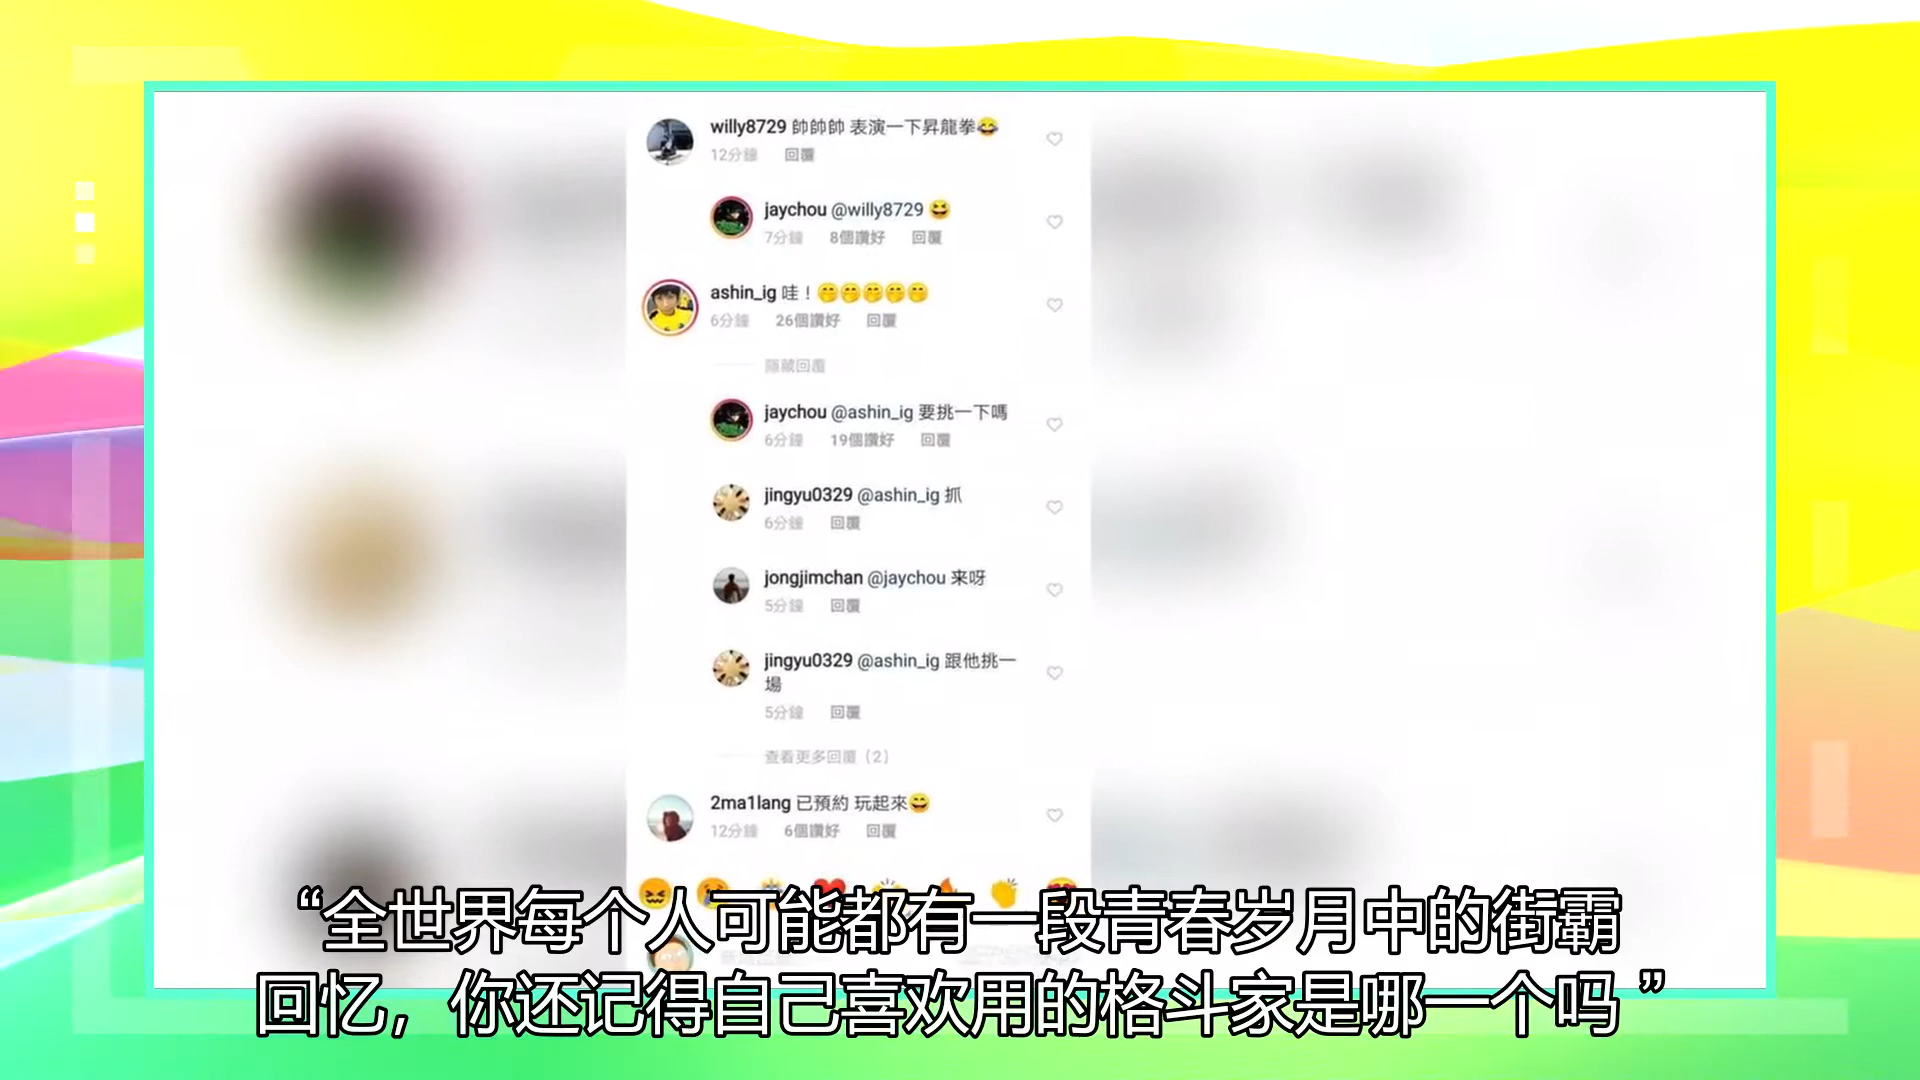 willy8729 帥帥帥 表演一下昇龍拳😂
12分鐘 回覆
jaychou @willy8729 😆
7分鐘 8個讚好 回覆
ashin_ig 哇！🤭🤭🤭🤭🤭
6分鐘 26個讚好 回覆
隱藏回覆
jaychou @ashin_ig 要挑一下嗎
6分鐘 19個讚好 回覆
jingyu0329 @ashin_ig 抓
6分鐘 回覆
jongjimchan @jaychou 来呀
5分鐘 回覆
jingyu0329 @ashin_ig 跟他挑一
場
5分鐘 回覆
查看更多回覆（2）
2ma1lang 已預約 玩起來😄
12分鐘 6個讚好 回覆
“全世界每个人可能都有一段青春岁月中的街霸
回忆，你还记得自己喜欢用的格斗家是哪一个吗 ”